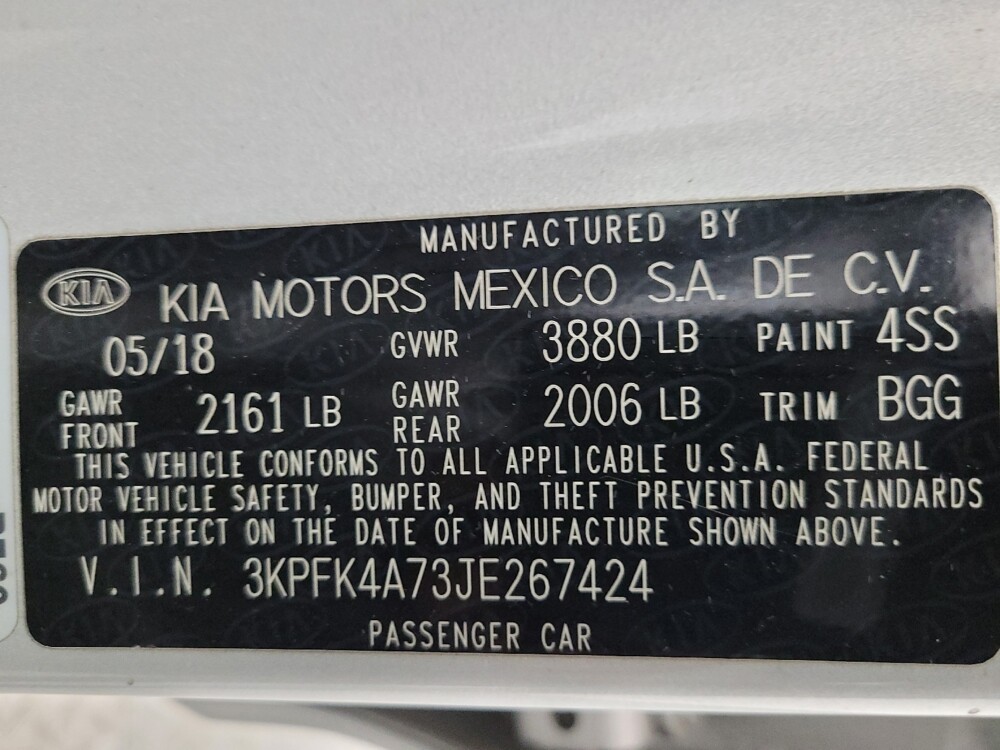 MANUFACTURED BY
KIA KIA MOTORS MEXICO S.A. DE C.V.
05/18 GVWR 3880 LB PAINT 4SS
GAWR FRONT 2161 LB GAWR REAR 2006 LB TRIM BGG
THIS VEHICLE CONFORMS TO ALL APPLICABLE U.S.A. FEDERAL
MOTOR VEHICLE SAFETY, BUMPER, AND THEFT PREVENTION STANDARDS
IN EFFECT ON THE DATE OF MANUFACTURE SHOWN ABOVE.
V.I.N. 3KPFK4A73JE267424
PASSENGER CAR